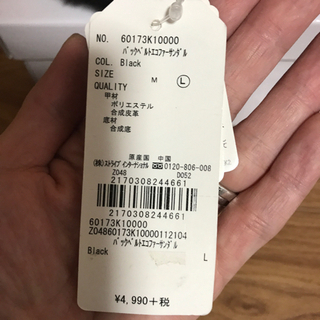 NO. 60173K10000
バックベルトエコファーサンダル
COL. Black
SIZE M L
QUALITY
甲材
ポリエステル
合成皮革
底材
合成底
原産国 中国
(株)ストライプインターナショナル 0120-806-008
Z048 D052
2170308244661
2170308244661
60173K10000
Z04860173K10000112104
バックベルトエコファーサンダル
Black L
¥4,990+税